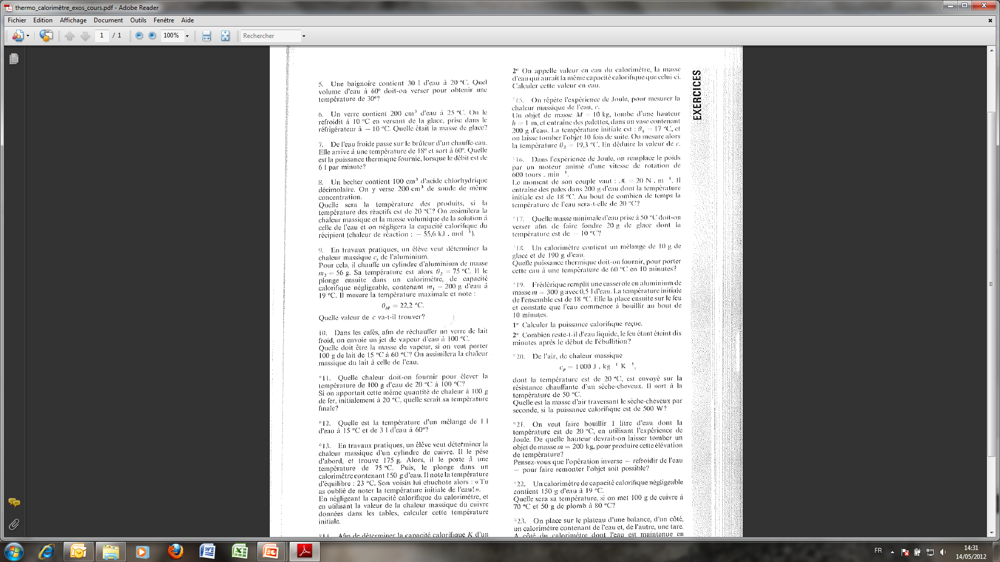 thermo_calorimètre_exos_cours.pdf - Adobe Reader
Fichier Edition Affichage Document Outils Fenêtre Aide
1 / 1 100% Rechercher
5. Une baignoire contient 30 l d'eau à 20 °C. Quel
volume d'eau à 60° doit-on verser pour obtenir une
température de 30°?
6. Un verre contient 200 cm³ d'eau à 25 °C. On le
refroidit à 10 °C en versant de la glace, prise dans le
réfrigérateur à − 10 °C. Quelle était la masse de glace?
7. De l'eau froide passe sur le brûleur d'un chauffe-eau.
Elle arrive à une température de 18° et sort à 60°. Quelle
est la puissance thermique fournie, lorsque le débit est de
6 l par minute?
8. Un becher contient 100 cm³ d'acide chlorhydrique
décimolaire. On y verse 200 cm³ de soude de même
concentration.
Quelle sera la température des produits, si la
température des réactifs est de 20 °C? On assimilera la
chaleur massique et la masse volumique de la solution à
celle de l'eau et on négligera la capacité calorifique du
récipient (chaleur de réaction : − 55,6 kJ . mol⁻¹).
9. En travaux pratiques, un élève veut déterminer la
chaleur massique c, de l'aluminium.
Pour cela, il chauffe un cylindre d'aluminium de masse
m₂ = 56 g. Sa température est alors θ₂ = 75 °C. Il le
plonge ensuite dans un calorimètre, de capacité
calorifique négligeable, contenant m₁ = 200 g d'eau à
19 °C. Il mesure la température maximale et note :
θ_M = 22,2 °C.
Quelle valeur de c va-t-il trouver?
10. Dans les cafés, afin de réchauffer un verre de lait
froid, on envoie un jet de vapeur d'eau à 100 °C.
Quelle doit être la masse de vapeur, si on veut porter
100 g de lait de 15 °C à 60 °C? On assimilera la chaleur
massique du lait à celle de l'eau.
*11. Quelle chaleur doit-on fournir pour élever la
température de 100 g d'eau de 20 °C à 100 °C?
Si on apportait cette même quantité de chaleur à 100 g
de fer, initialement à 20 °C, quelle serait sa température
finale?
*12. Quelle est la température d'un mélange de 1 l
d'eau à 15 °C et de 3 l d'eau à 60°?
*13. En travaux pratiques, un élève veut déterminer la
chaleur massique d'un cylindre de cuivre. Il le pèse
d'abord, et trouve 175 g. Alors, il le porte à une
température de 75 °C. Puis, le plonge dans un
calorimètre contenant 150 g d'eau. Il note la température
d'équilibre : 23 °C. Son voisin lui chuchote alors : « Tu
as oublié de noter la température initiale de l'eau! ».
En négligeant la capacité calorifique du calorimètre, et
en utilisant la valeur de la chaleur massique du cuivre
données dans les tables, calculer cette température
initiale.
*14. Afin de déterminer la capacité calorifique K d'un
2° On appelle valeur en eau du calorimètre, la masse
d'eau qui aurait la même capacité calorifique que celui-ci.
Calculer cette valeur en eau.
*15. On répète l'expérience de Joule, pour mesurer la
chaleur massique de l'eau, c.
Un objet de masse M = 10 kg, tombe d'une hauteur
h = 1 m, et entraîne des palettes, dans un vase contenant
200 g d'eau. La température initiale est : θ₁ = 17 °C, et
on laisse tomber l'objet 10 fois de suite. On mesure alors
la température θ₂ = 19,3 °C. En déduire la valeur de c.
*16. Dans l'expérience de Joule, on remplace le poids
par un moteur animé d'une vitesse de rotation de
600 tours . min⁻¹.
Le moment de son couple vaut : ℳ = 20 N . m⁻¹. Il
entraîne des pales dans 200 g d'eau dont la température
initiale est de 18 °C. Au bout de combien de temps la
température de l'eau sera-t-elle de 20 °C?
*17. Quelle masse minimale d'eau prise à 50 °C doit-on
verser afin de faire fondre 20 g de glace dont la
température est de − 10 °C?
*18. Un calorimètre contient un mélange de 10 g de
glace et de 190 g d'eau.
Quelle puissance thermique doit-on fournir, pour porter
cette eau à une température de 60 °C en 10 minutes?
*19. Frédérique remplit une casserole en aluminium de
masse m = 300 g avec 0,5 l d'eau. La température initiale
de l'ensemble est de 18 °C. Elle la place ensuite sur le feu
et constate que l'eau commence à bouillir au bout de
10 minutes.
1° Calculer la puissance calorifique reçue.
2° Combien reste-t-il d'eau liquide, le feu étant éteint dix
minutes après le début de l'ébullition?
*20. De l'air, de chaleur massique
c_p = 1 000 J . kg⁻¹ K⁻¹,
dont la température est de 20 °C, est envoyé sur la
résistance chauffante d'un sèche-cheveux. Il sort à la
température de 50 °C.
Quelle est la masse d'air traversant le sèche-cheveux par
seconde, si la puissance calorifique est de 500 W?
*21. On veut faire bouillir 1 litre d'eau dont la
température est de 20 °C, en utilisant l'expérience de
Joule. De quelle hauteur devrait-on laisser tomber un
objet de masse m = 200 kg, pour produire cette élévation
de température?
Pensez-vous que l'opération inverse − refroidir de l'eau
− pour faire remonter l'objet soit possible?
*22. Un calorimètre de capacité calorifique négligeable
contient 150 g d'eau à 19 °C.
Quelle sera sa température, si on met 100 g de cuivre à
70 °C et 50 g de plomb à 80 °C?
*23. On place sur le plateau d'une balance, d'un côté,
un calorimètre contenant de l'eau et, de l'autre, une tare.
A côté du calorimètre dont l'eau est maintenue en
EXERCICES
FR
14:31
14/05/2012